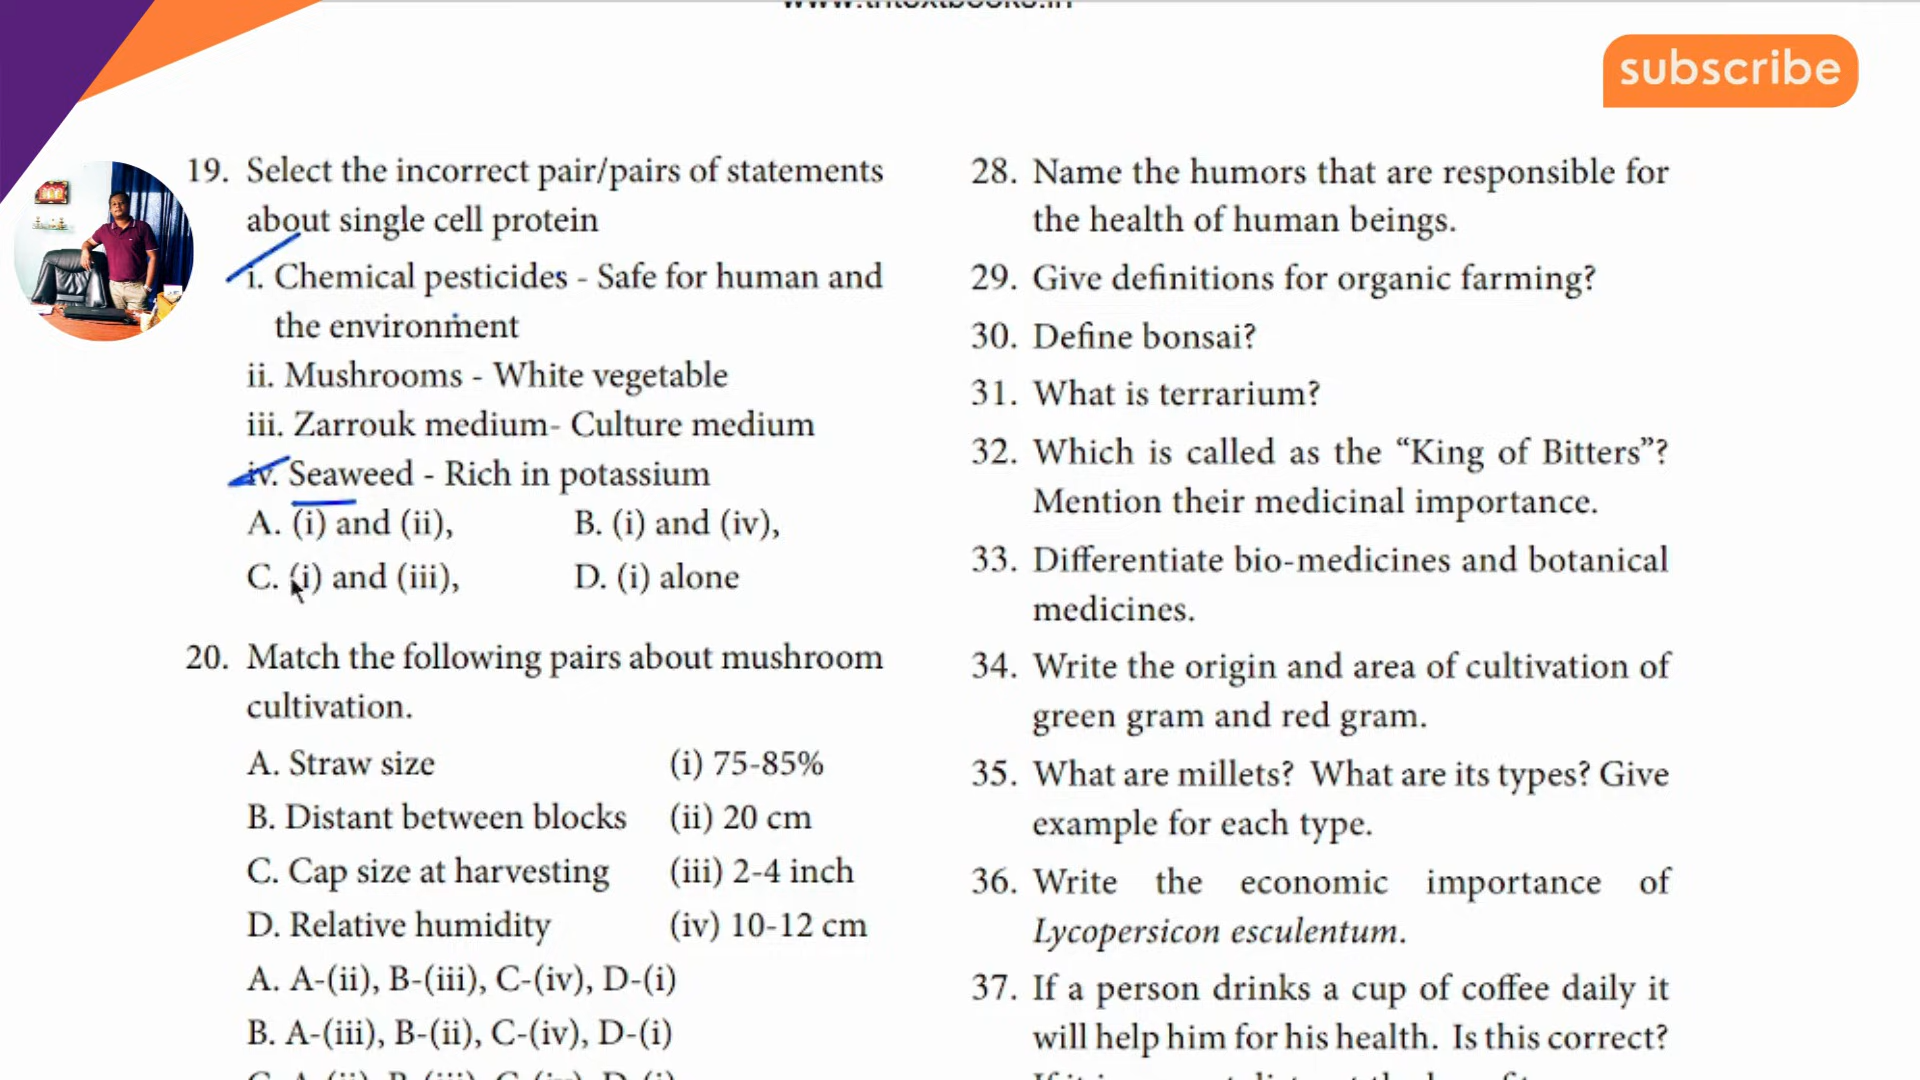 www.tntextbooks.in
subscribe
19. Select the incorrect pair/pairs of statements
about single cell protein
i. Chemical pesticides - Safe for human and
the environment
ii. Mushrooms - White vegetable
iii. Zarrouk medium- Culture medium
iv. Seaweed - Rich in potassium
A. (i) and (ii), B. (i) and (iv),
C. (i) and (iii), D. (i) alone
20. Match the following pairs about mushroom
cultivation.
A. Straw size (i) 75-85%
B. Distant between blocks (ii) 20 cm
C. Cap size at harvesting (iii) 2-4 inch
D. Relative humidity (iv) 10-12 cm
A. A-(ii), B-(iii), C-(iv), D-(i)
B. A-(iii), B-(ii), C-(iv), D-(i)
28. Name the humors that are responsible for
the health of human beings.
29. Give definitions for organic farming?
30. Define bonsai?
31. What is terrarium?
32. Which is called as the “King of Bitters”?
Mention their medicinal importance.
33. Differentiate bio-medicines and botanical
medicines.
34. Write the origin and area of cultivation of
green gram and red gram.
35. What are millets? What are its types? Give
example for each type.
36. Write the economic importance of
Lycopersicon esculentum.
37. If a person drinks a cup of coffee daily it
will help him for his health. Is this correct?